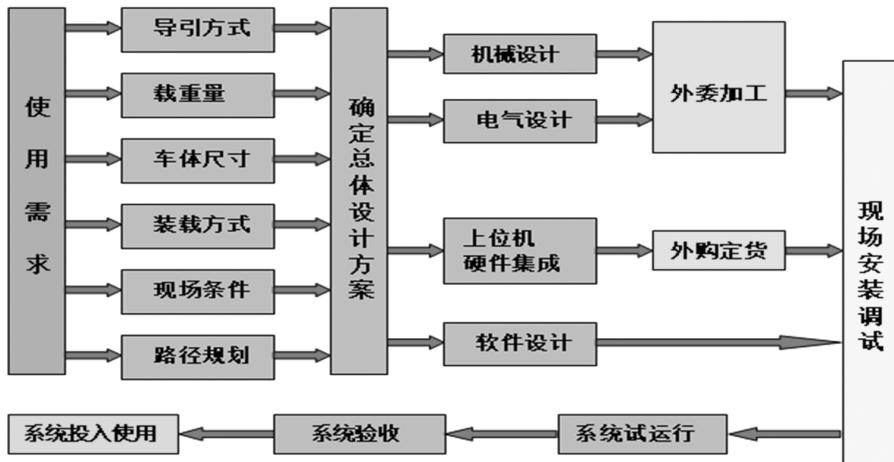 使用需求
导引方式
载重量
车体尺寸
装载方式
现场条件
路径规划
确定总体设计方案
机械设计
电气设计
上位机
硬件集成
软件设计
外委加工
外购定货
现场安装调试
系统试运行
系统验收
系统投入使用